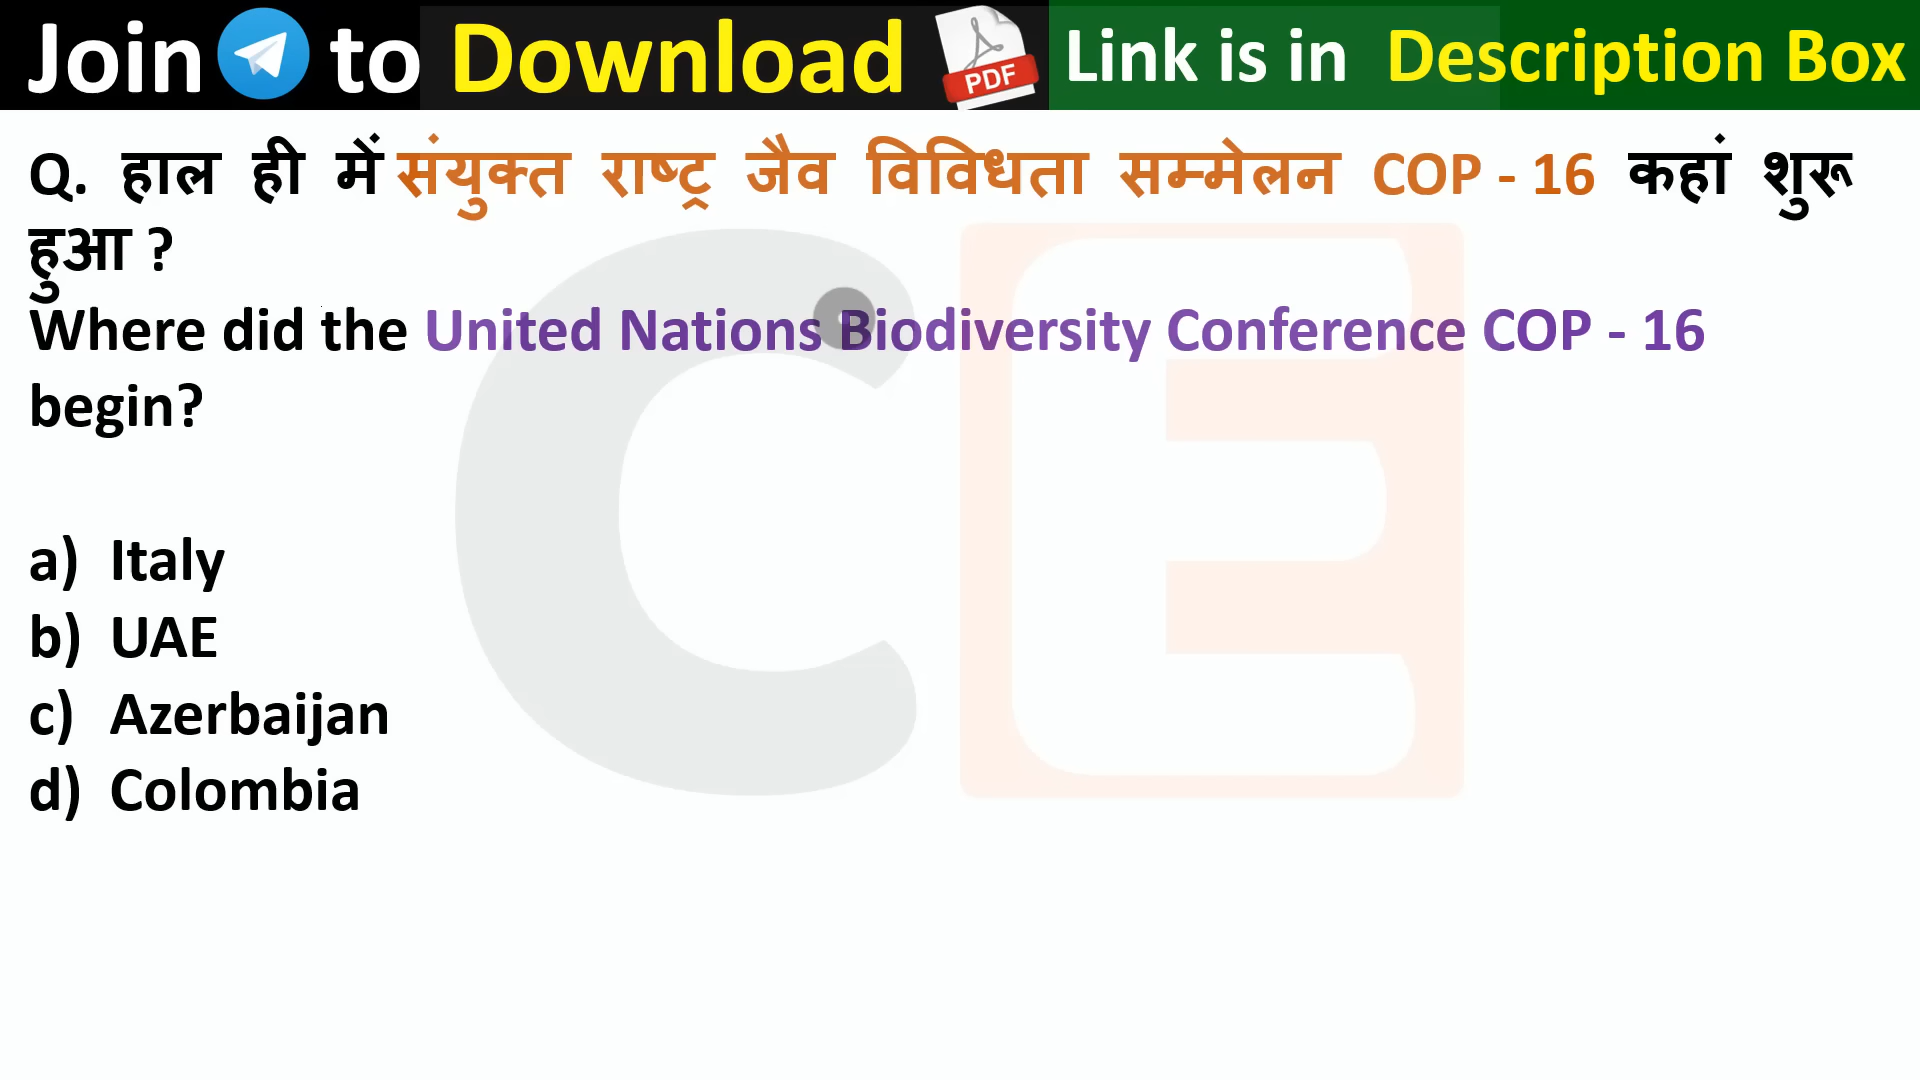 Join to Download PDF Link is in Description Box
Q. हाल ही में संयुक्त राष्ट्र जैव विविधता सम्मेलन COP - 16 कहां शुरू
हुआ ?
Where did the United Nations Biodiversity Conference COP - 16
begin?
a) Italy
b) UAE
c) Azerbaijan
d) Colombia
CE